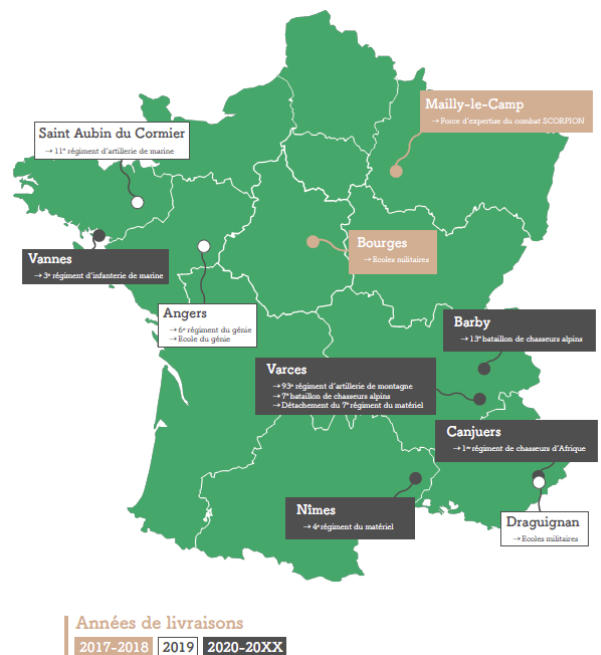 Mailly-le-Camp
→ Force d'expertise du combat SCORPION
Saint Aubin du Cormier
→ 11e régiment d'artillerie de marine
Vannes
→ 3e régiment d'infanterie de marine
Bourges
→ Ecoles militaires
Angers
→ 6e régiment du génie
→ Ecole du génie
Barby
→ 13e bataillon de chasseurs alpins
Varces
→ 93e régiment d'artillerie de montagne
→ 7e bataillon de chasseurs alpins
→ Détachement du 7e régiment du matériel
Canjuers
→ 1er régiment de chasseurs d'Afrique
Nîmes
→ 4e régiment du matériel
Draguignan
→ Ecoles militaires
Années de livraisons
2017-2018 2019 2020-20XX